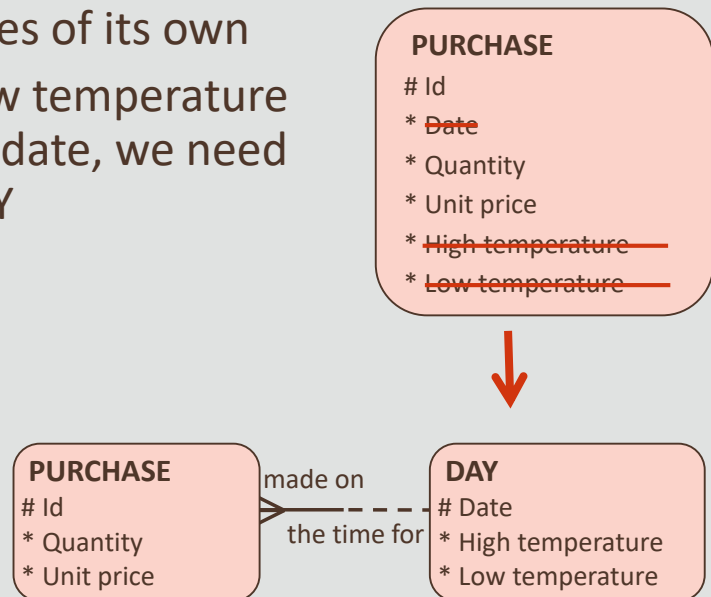 es of its own
w temperature
date, we need
Y
PURCHASE
# Id
* Date
* Quantity
* Unit price
* High temperature
* Low temperature
PURCHASE
# Id
* Quantity
* Unit price
made on
the time for
DAY
# Date
* High temperature
* Low temperature